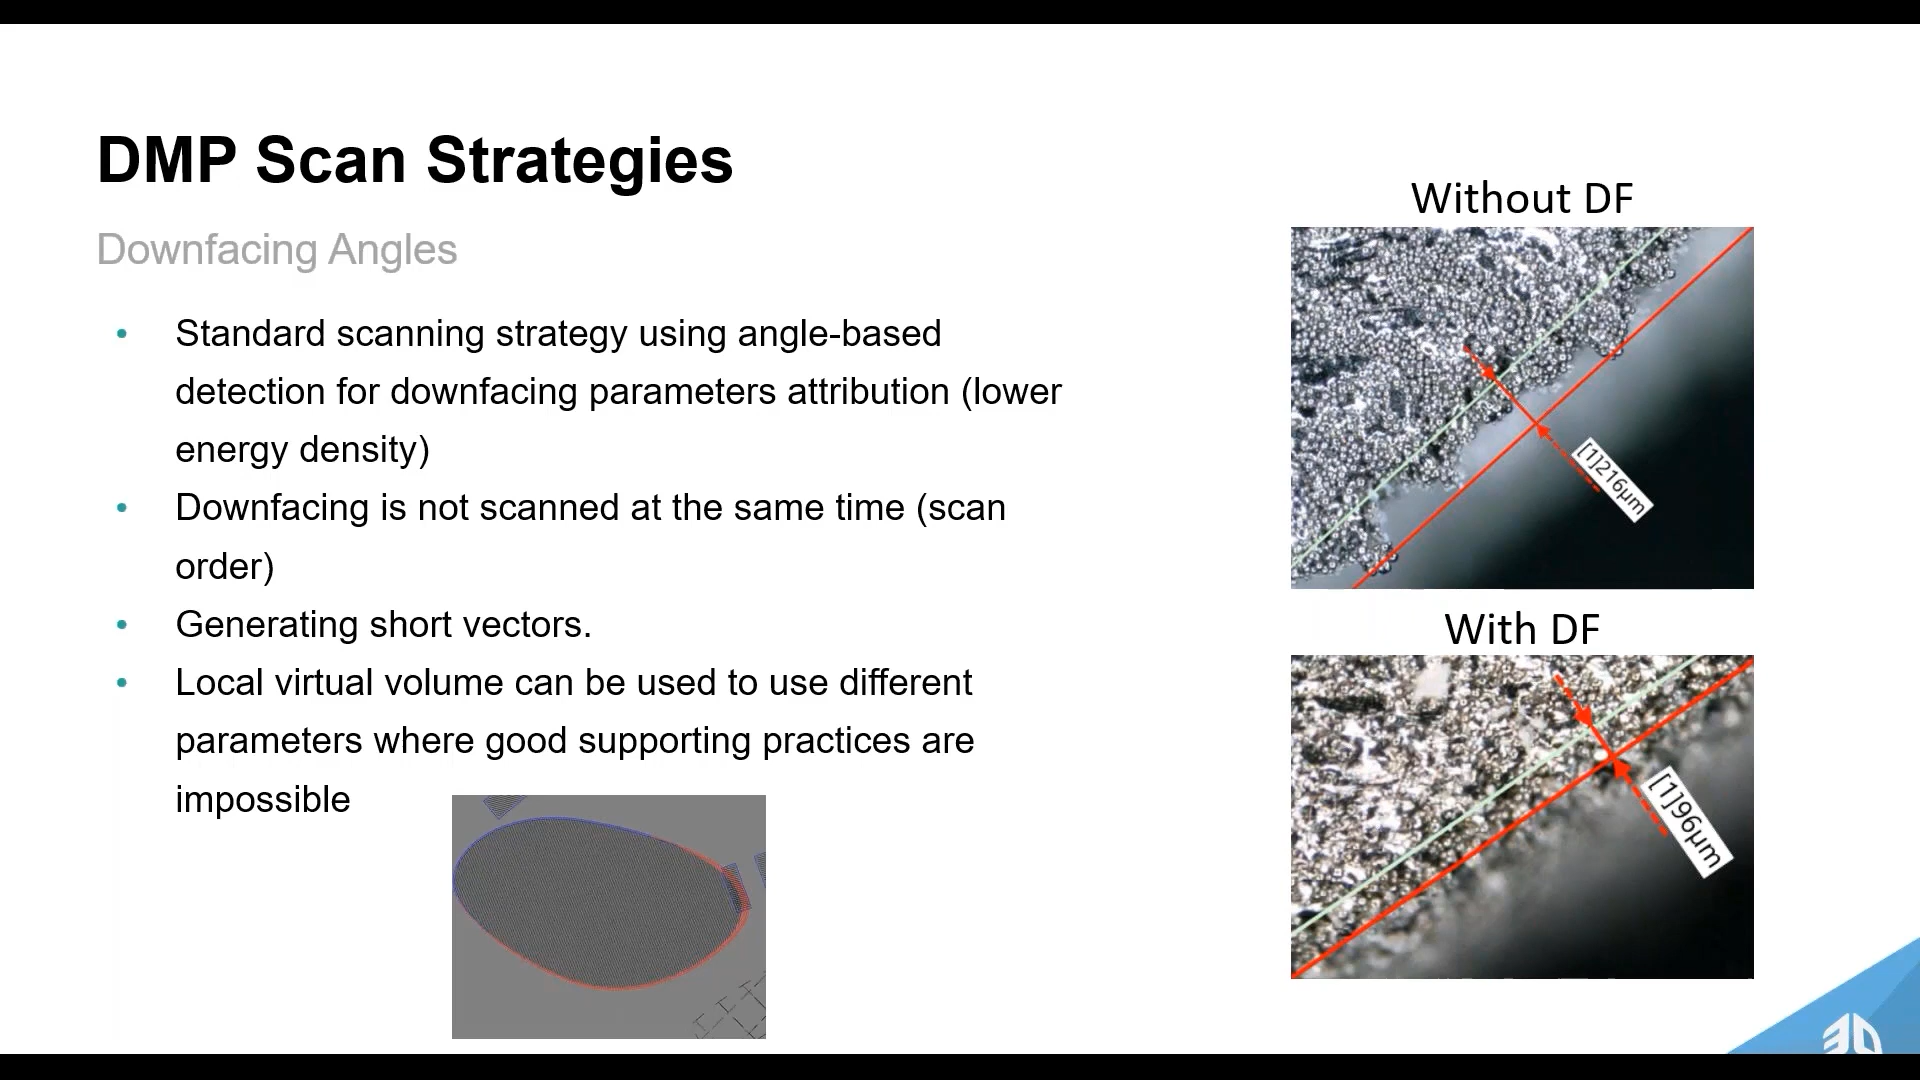 DMP Scan Strategies
Downfacing Angles
• Standard scanning strategy using angle-based
detection for downfacing parameters attribution (lower
energy density)
• Downfacing is not scanned at the same time (scan
order)
• Generating short vectors.
• Local virtual volume can be used to use different
parameters where good supporting practices are
impossible
Without DF
[1]216µm
With DF
[1]96µm
3D